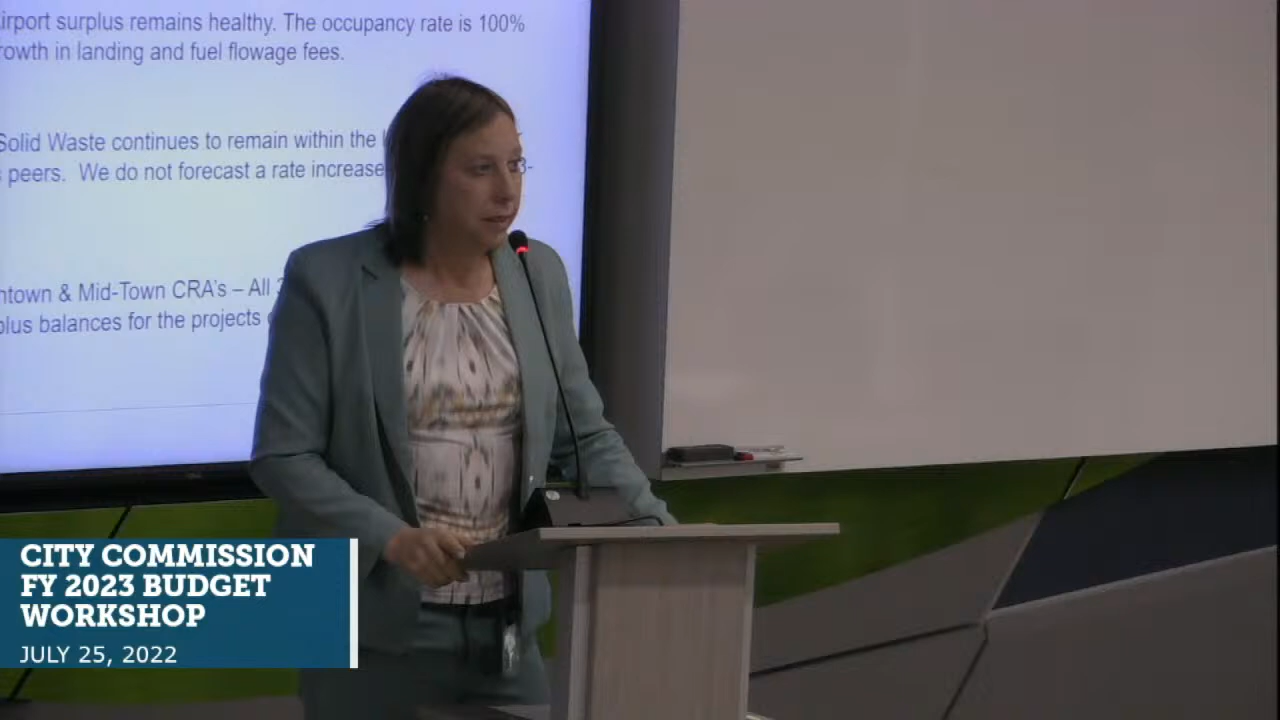 irport surplus remains healthy. The occupancy rate is 100%
rowth in landing and fuel flowage fees.
Solid Waste continues to remain within the
peers. We do not forecast a rate increase 3-
ntown & Mid-Town CRA's – All
plus balances for the projects
CITY COMMISSION
FY 2023 BUDGET
WORKSHOP
JULY 25, 2022